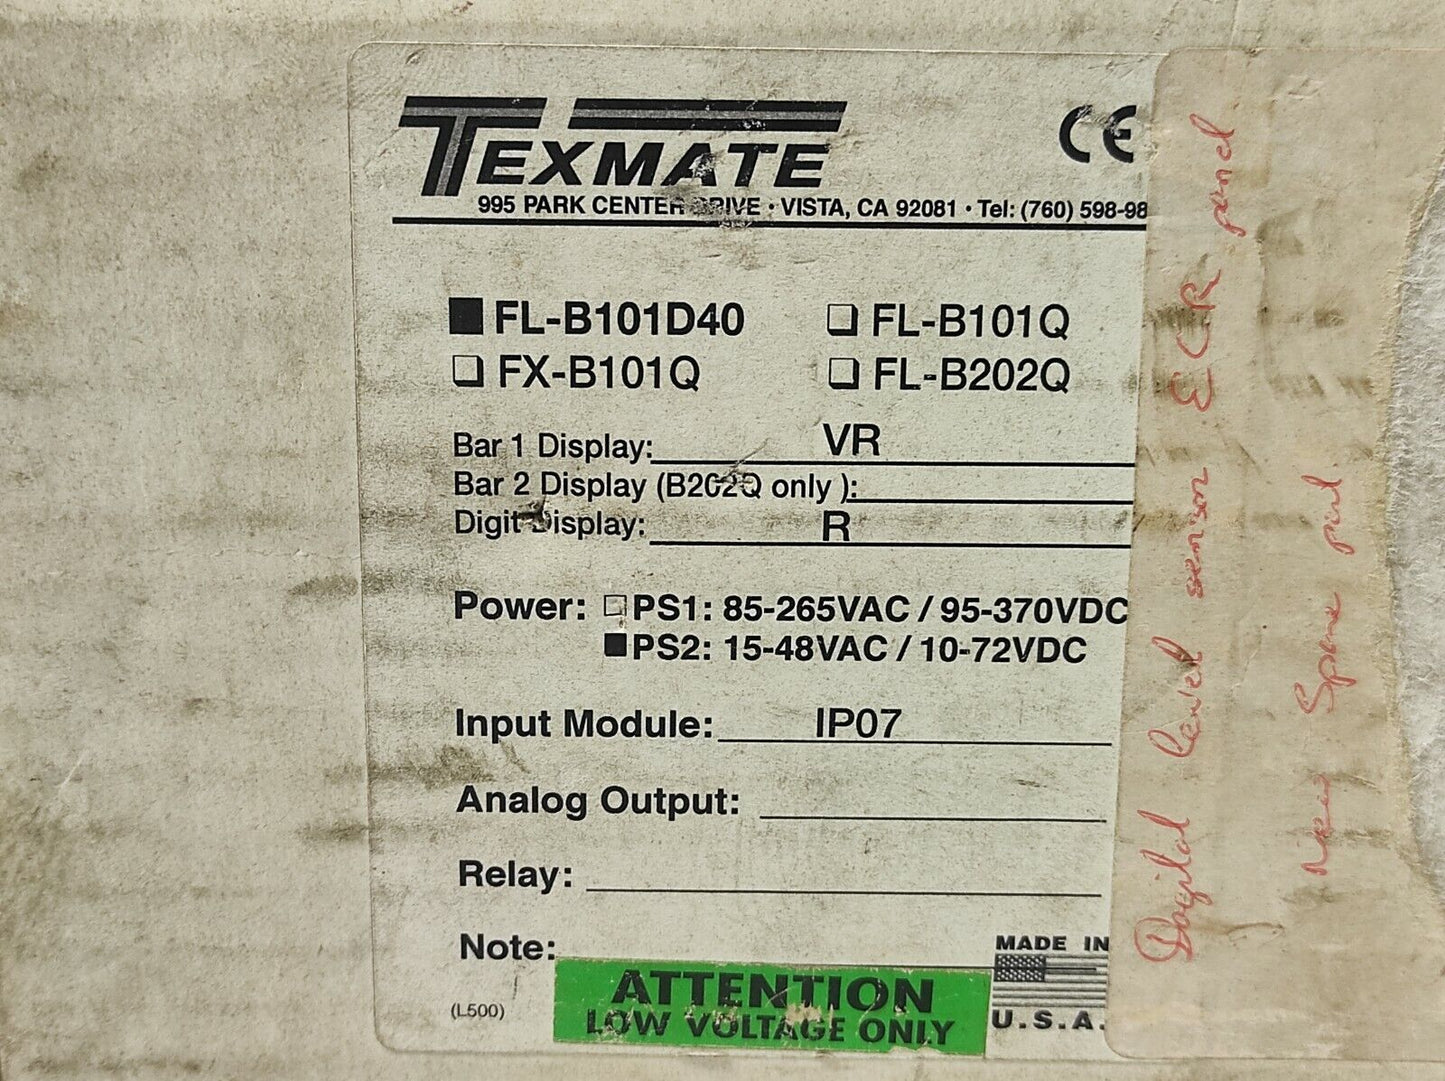 TEXMATE
CE
995 PARK CENTER DRIVE · VISTA, CA 92081 · Tel: (760) 598-98
FL-B101D40 FL-B101Q
FX-B101Q FL-B202Q
Bar 1 Display: VR
Bar 2 Display (B202Q only ):
Digit Display: R
Power: PS1: 85-265VAC / 95-370VDC
PS2: 15-48VAC / 10-72VDC
Input Module: IP07
Analog Output:
Relay:
Note:
MADE IN
U.S.A.
(L500)
ATTENTION
LOW VOLTAGE ONLY
Digital level sensor ECR panel
New Spare part